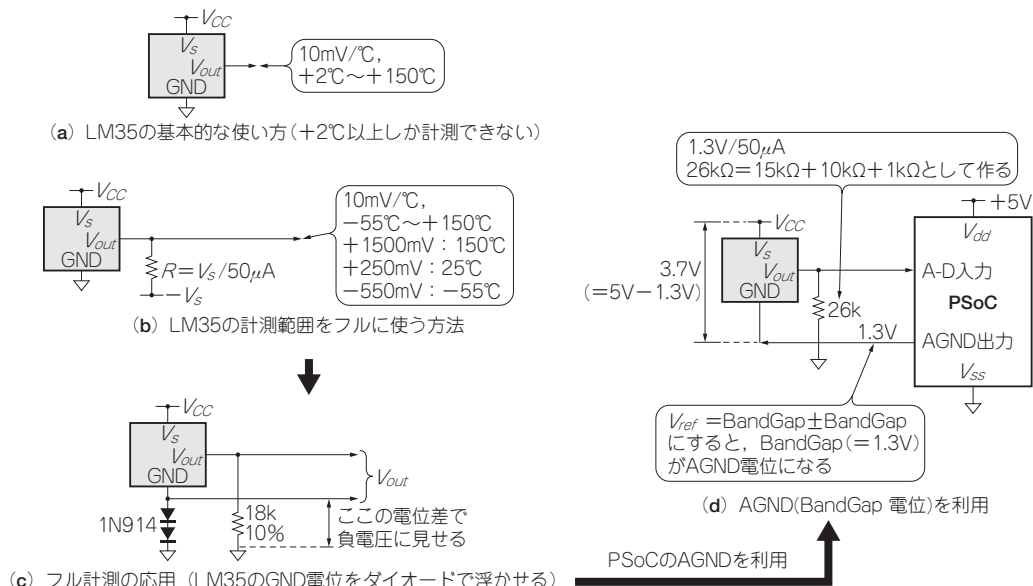 VCC
VS
Vout
GND
10mV/℃,
+2℃～+150℃
(a) LM35の基本的な使い方(+2℃以上しか計測できない)
VCC
VS
Vout
GND
R=VS/50μA
−VS
10mV/℃,
−55℃～+150℃
+1500mV：150℃
+250mV：25℃
−550mV：−55℃
(b) LM35の計測範囲をフルに使う方法
VCC
VS
Vout
GND
1N914
18k
10%
Vout
ここの電位差で
負電圧に見せる
(c) フル計測の応用（LM35のGND電位をダイオードで浮かせる）
PSoCのAGNDを利用
1.3V/50μA
26kΩ=15kΩ+10kΩ+1kΩとして作る
+5V
Vdd
VCC
VS
Vout
GND
3.7V
(=5V−1.3V)
26k
1.3V
A-D入力
PSoC
AGND出力
VSS
Vref=BandGap±BandGap
にすると，BandGap(=1.3V)
がAGND電位になる
(d) AGND(BandGap 電位)を利用